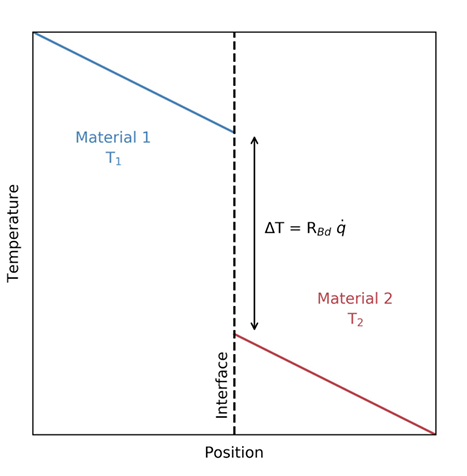 Material 1
T₁
ΔT = R_Bd q̇
Material 2
T₂
Interface
Temperature
Position